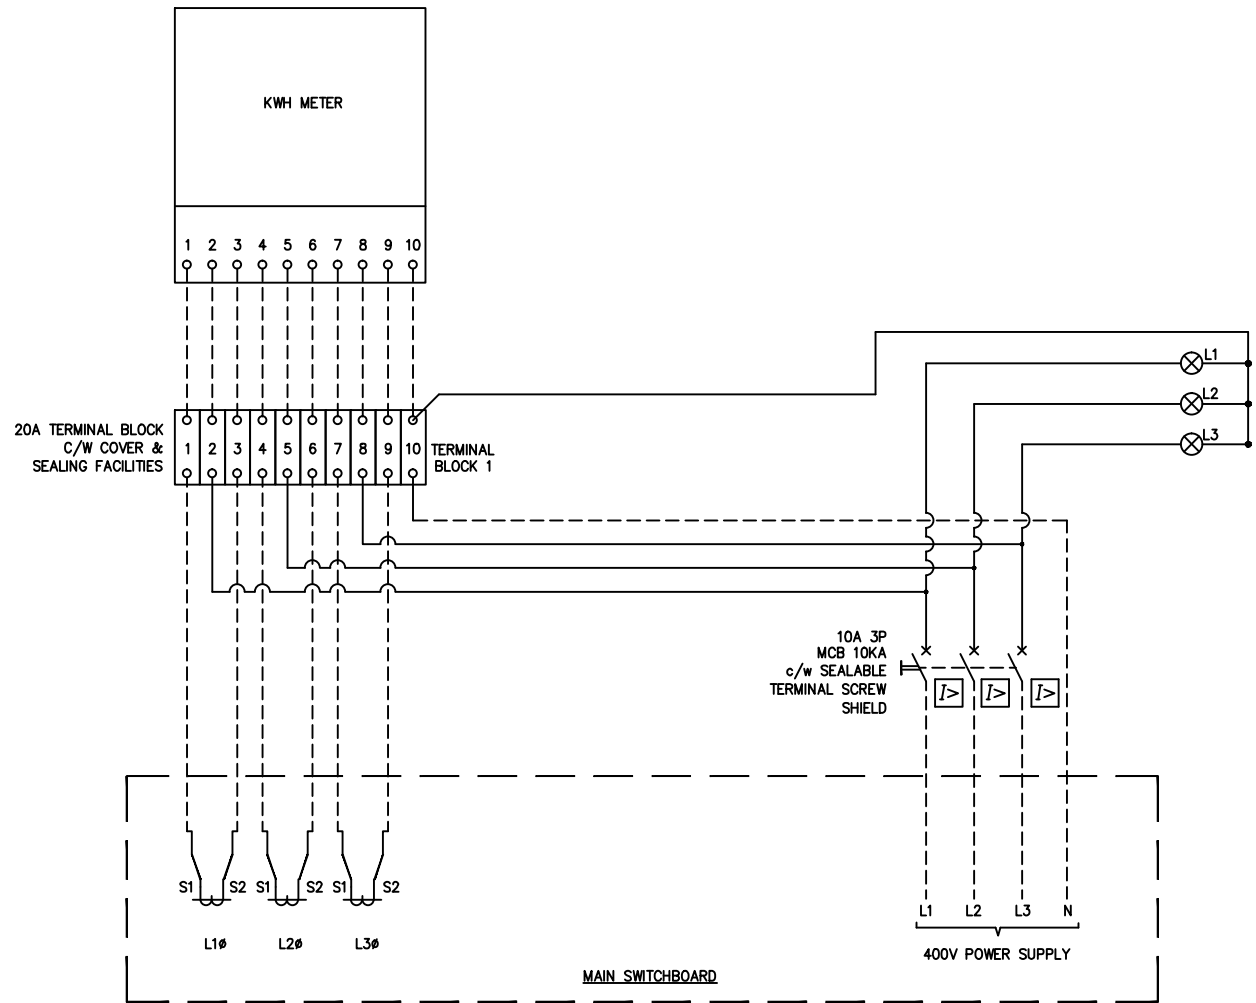 KWH METER
1 2 3 4 5 6 7 8 9 10
L1
L2
L3
20A TERMINAL BLOCK
C/W COVER &
SEALING FACILITIES
1 2 3 4 5 6 7 8 9 10
TERMINAL
BLOCK 1
10A 3P
MCB 10KA
c/w SEALABLE
TERMINAL SCREW
SHIELD
I> I> I>
S1 S2 S1 S2 S1 S2
L1ø L2ø L3ø
L1 L2 L3 N
400V POWER SUPPLY
MAIN SWITCHBOARD